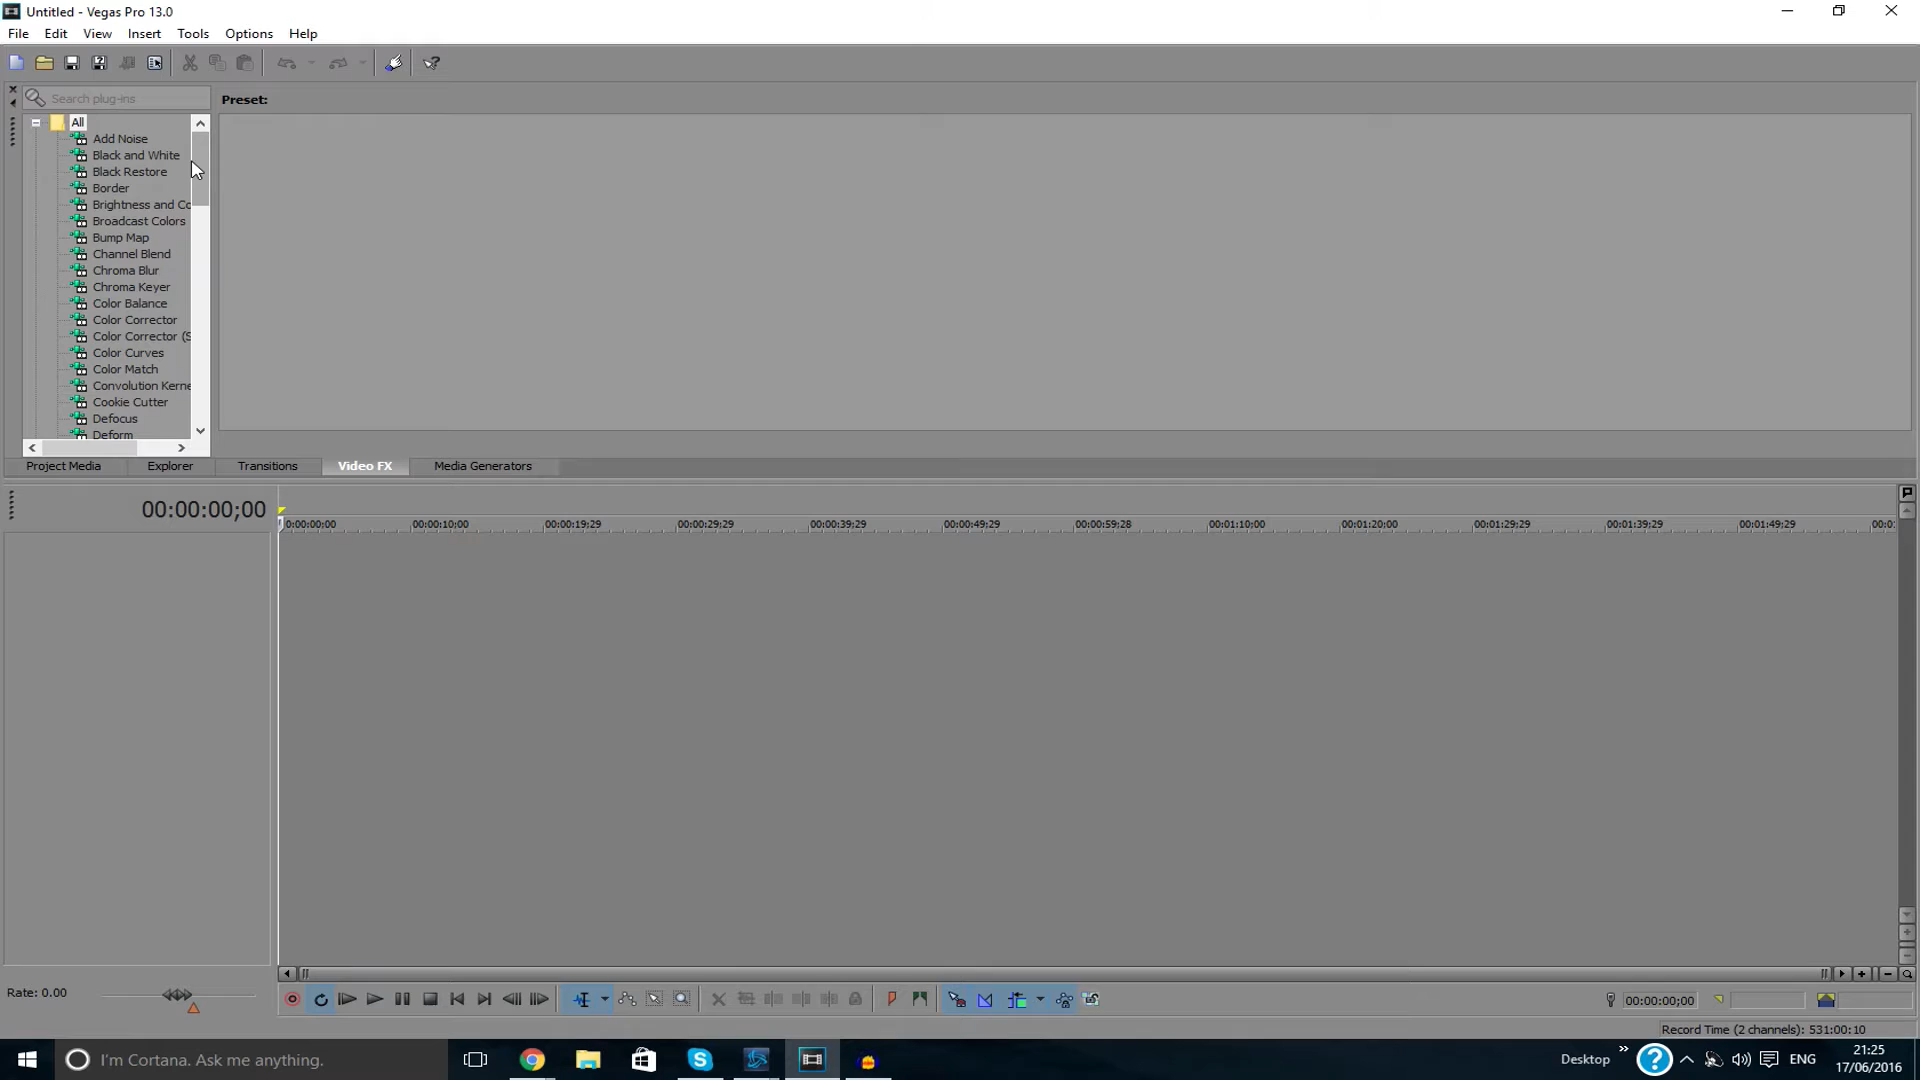 Untitled - Vegas Pro 13.0
File Edit View Insert Tools Options Help
Search plug-ins
Preset:
All
Add Noise
Black and White
Black Restore
Border
Brightness and Co
Broadcast Colors
Bump Map
Channel Blend
Chroma Blur
Chroma Keyer
Color Balance
Color Corrector
Color Corrector (S
Color Curves
Color Match
Convolution Kerne
Cookie Cutter
Defocus
Deform
Project Media Explorer Transitions Video FX Media Generators
00:00:00;00
0:00:00;00 00:00:10;00 00:00:19;29 00:00:29;29 00:00:39;29 00:00:49;29 00:00:59;28 00:01:10;00 00:01:20;00 00:01:29;29 00:01:39;29 00:01:49;29 00:0
Rate: 0.00
00:00:00;00
Record Time (2 channels): 531:00:10
I'm Cortana. Ask me anything.
Desktop
ENG
21:25
17/06/2016